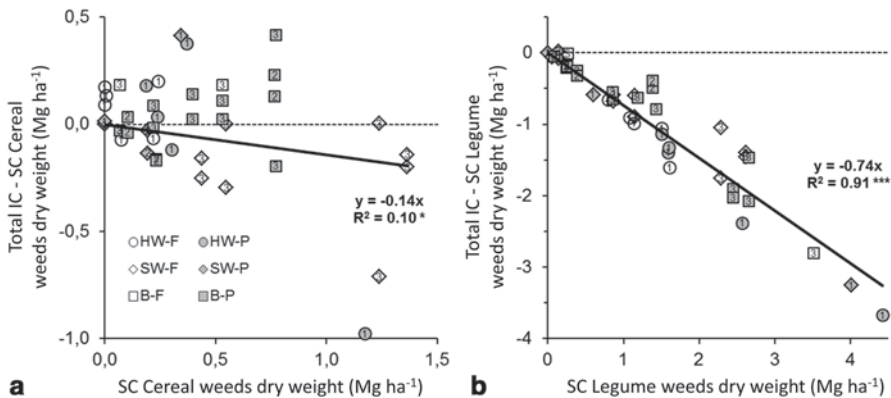 Total IC - SC Cereal
weeds dry weight (Mg ha⁻¹)
0,5
0,0
-0,5
-1,0
y = -0.14x
R² = 0.10 *
HW-F
HW-P
SW-F
SW-P
B-F
B-P
0,0
0,5
1,0
1,5
a
SC Cereal weeds dry weight (Mg ha⁻¹)
Total IC - SC Legume
weeds dry weight (Mg ha⁻¹)
0
-1
-2
-3
-4
y = -0.74x
R² = 0.91 ***
0
1
2
3
4
b
SC Legume weeds dry weight (Mg ha⁻¹)